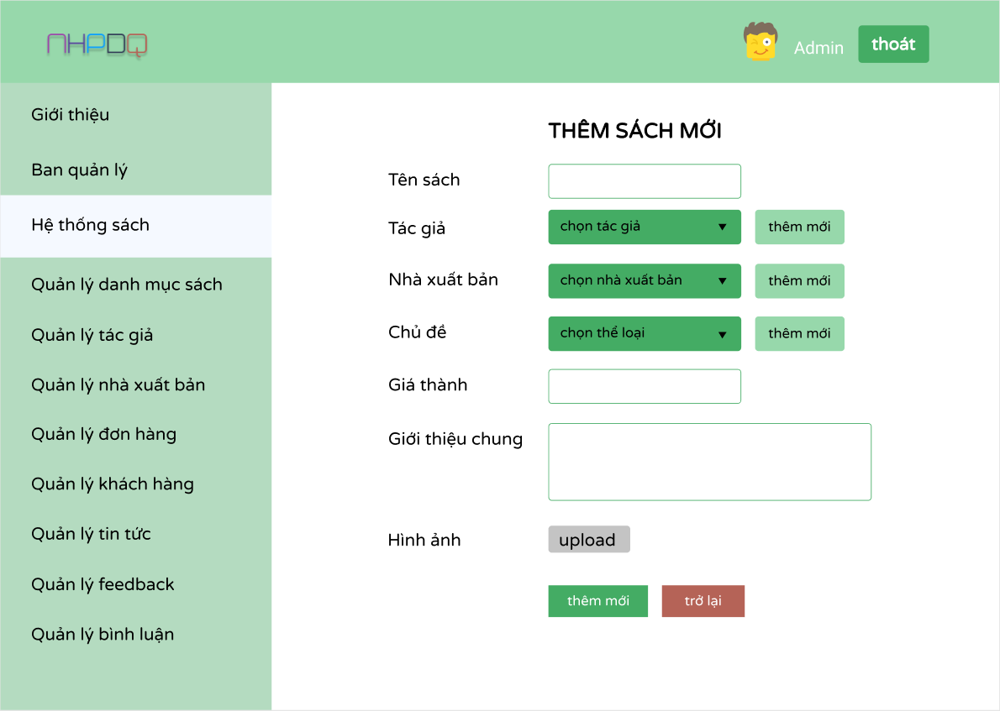 NHPDQ
Admin
thoát
Giới thiệu
Ban quản lý
Hệ thống sách
Quản lý danh mục sách
Quản lý tác giả
Quản lý nhà xuất bản
Quản lý đơn hàng
Quản lý khách hàng
Quản lý tin tức
Quản lý feedback
Quản lý bình luận
THÊM SÁCH MỚI
Tên sách
Tác giả
chọn tác giả
thêm mới
Nhà xuất bản
chọn nhà xuất bản
thêm mới
Chủ đề
chọn thể loại
thêm mới
Giá thành
Giới thiệu chung
Hình ảnh
upload
thêm mới
trở lại